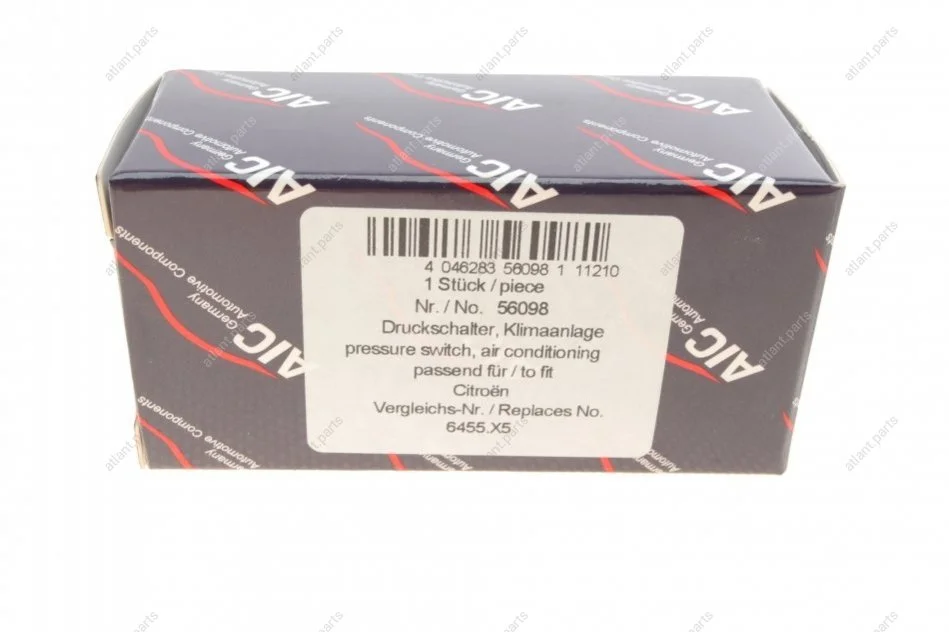 AIC Germany
Automotive Components
4 046283 56098 1 11210
1 Stück / piece
Nr. / No. 56098
Druckschalter, Klimaanlage
pressure switch, air conditioning
passend für / to fit
Citroën
Vergleichs-Nr. / Replaces No.
6455.X5
atlant.parts